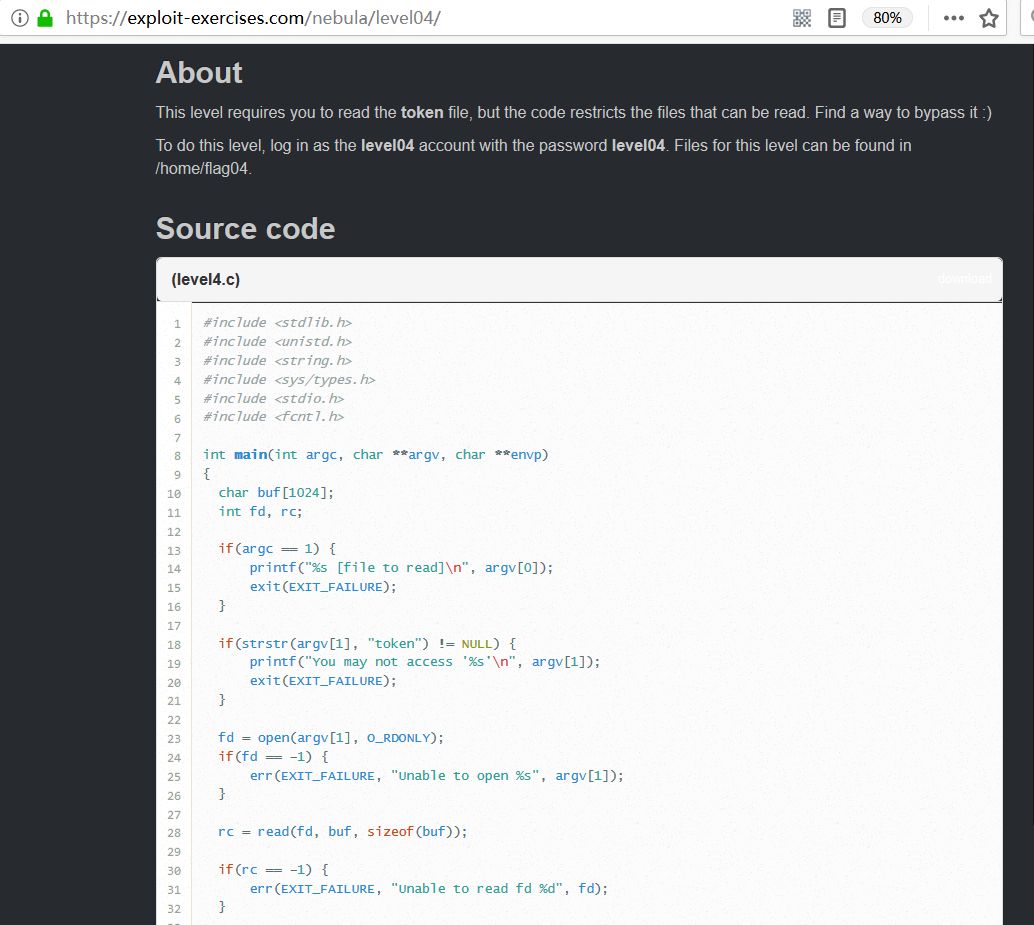 https://exploit-exercises.com/nebula/level04/
80%
About
This level requires you to read the token file, but the code restricts the files that can be read. Find a way to bypass it :)
To do this level, log in as the level04 account with the password level04. Files for this level can be found in
/home/flag04.
Source code
(level4.c) download
1 #include <stdlib.h>
2 #include <unistd.h>
3 #include <string.h>
4 #include <sys/types.h>
5 #include <stdio.h>
6 #include <fcntl.h>
7
8 int main(int argc, char **argv, char **envp)
9 {
10   char buf[1024];
11   int fd, rc;
12
13   if(argc == 1) {
14       printf("%s [file to read]\n", argv[0]);
15       exit(EXIT_FAILURE);
16   }
17
18   if(strstr(argv[1], "token") != NULL) {
19       printf("You may not access '%s'\n", argv[1]);
20       exit(EXIT_FAILURE);
21   }
22
23   fd = open(argv[1], O_RDONLY);
24   if(fd == -1) {
25       err(EXIT_FAILURE, "Unable to open %s", argv[1]);
26   }
27
28   rc = read(fd, buf, sizeof(buf));
29
30   if(rc == -1) {
31       err(EXIT_FAILURE, "Unable to read fd %d", fd);
32   }